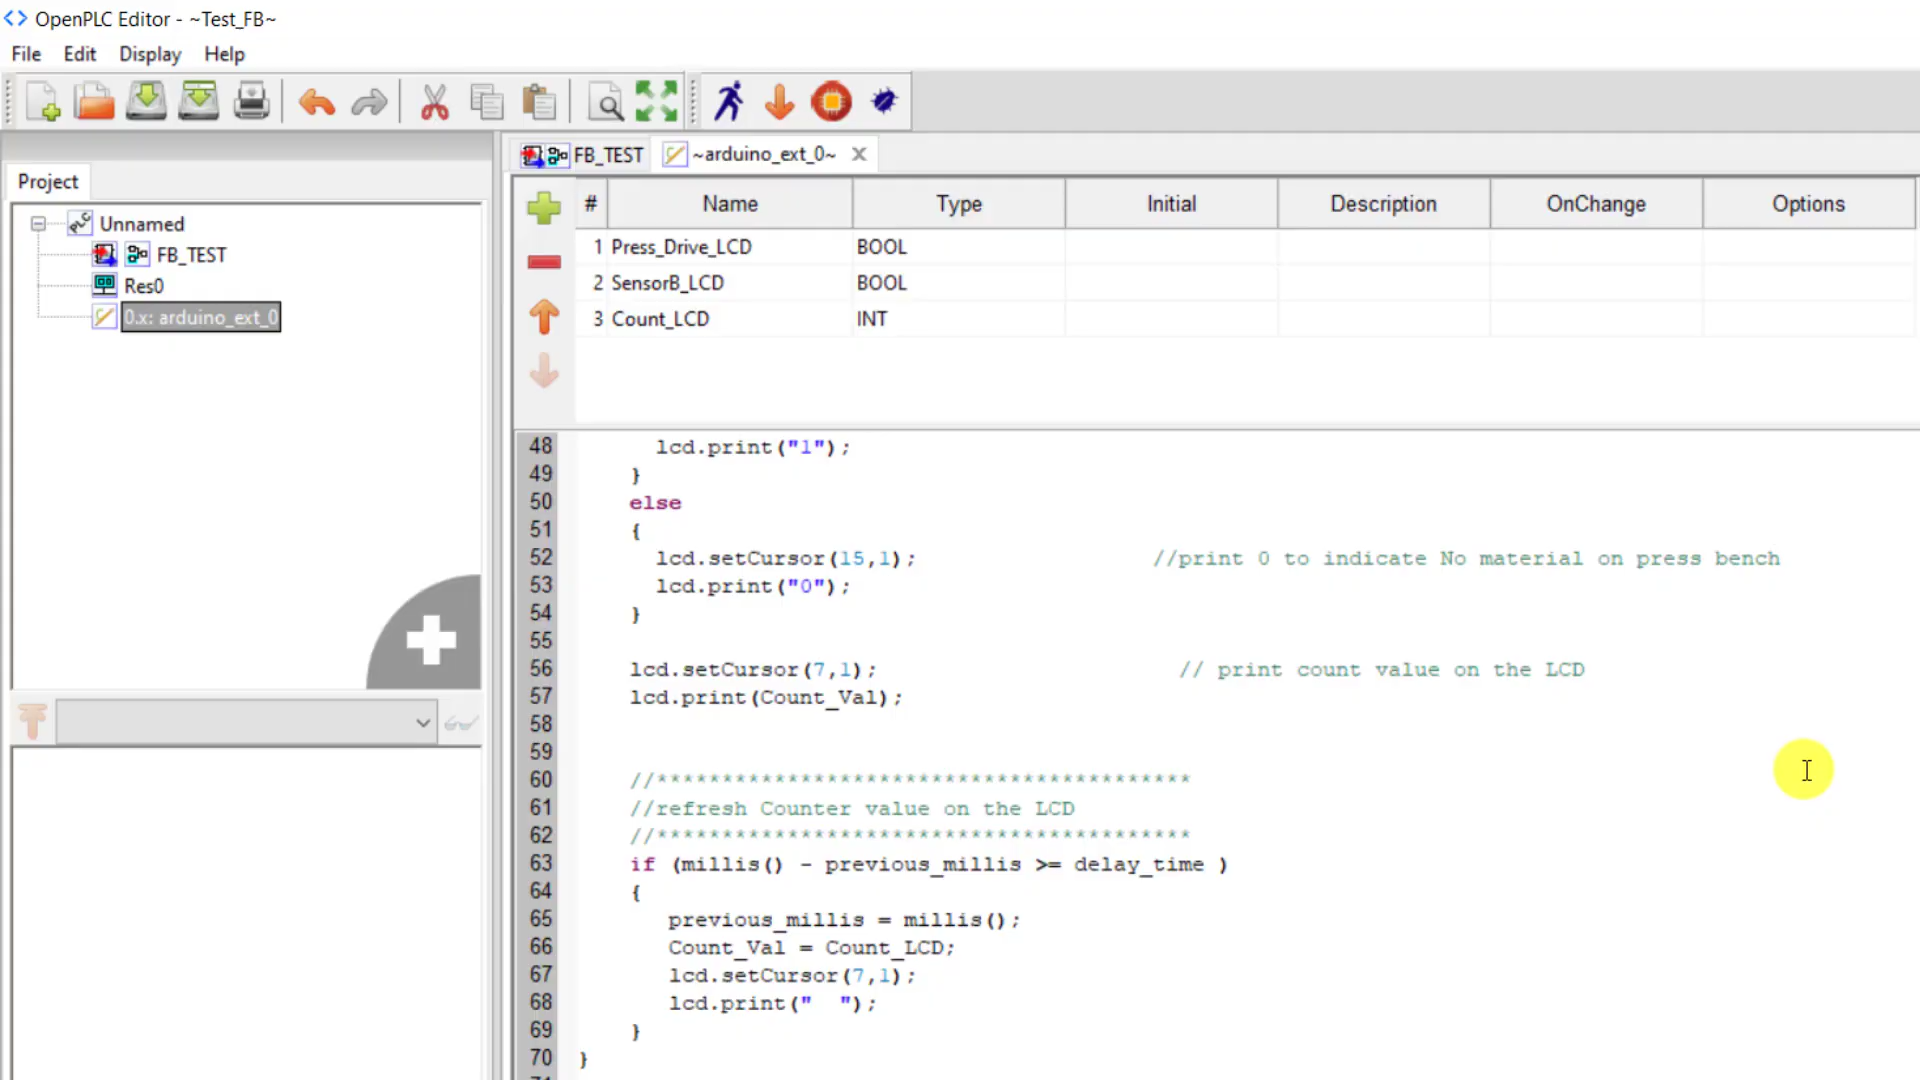 OpenPLC Editor - ~Test_FB~
File Edit Display Help
Project
Unnamed
FB_TEST
Res0
0.x: arduino_ext_0
FB_TEST ~arduino_ext_0~
# Name Type Initial Description OnChange Options
1 Press_Drive_LCD BOOL
2 SensorB_LCD BOOL
3 Count_LCD INT
48 lcd.print("1");
49 }
50 else
51 {
52 lcd.setCursor(15,1); //print 0 to indicate No material on press bench
53 lcd.print("0");
54 }
55
56 lcd.setCursor(7,1); // print count value on the LCD
57 lcd.print(Count_Val);
58
59
60 //*****************************************
61 //refresh Counter value on the LCD
62 //*****************************************
63 if (millis() - previous_millis >= delay_time )
64 {
65 previous_millis = millis();
66 Count_Val = Count_LCD;
67 lcd.setCursor(7,1);
68 lcd.print("  ");
69 }
70 }